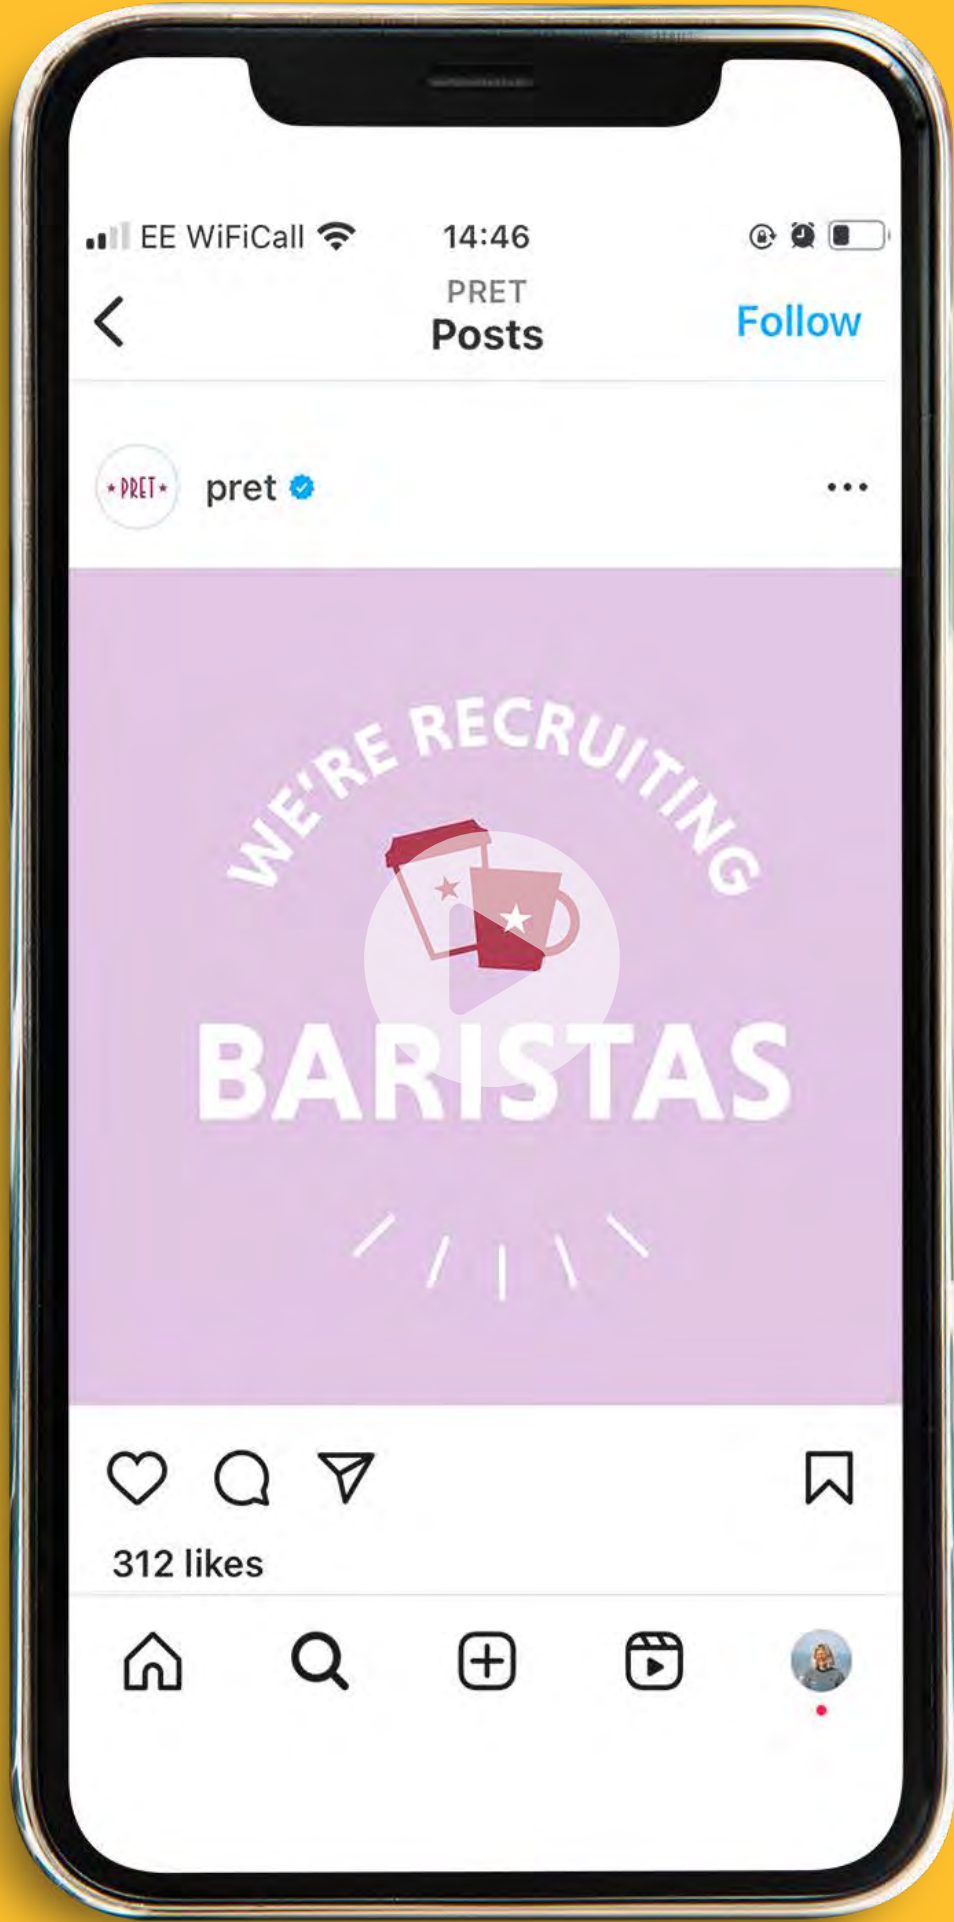 EE WiFiCall 14:46
PRET
Posts
Follow
★ PRET ★ pret
WE'RE RECRUITING
BARISTAS
312 likes